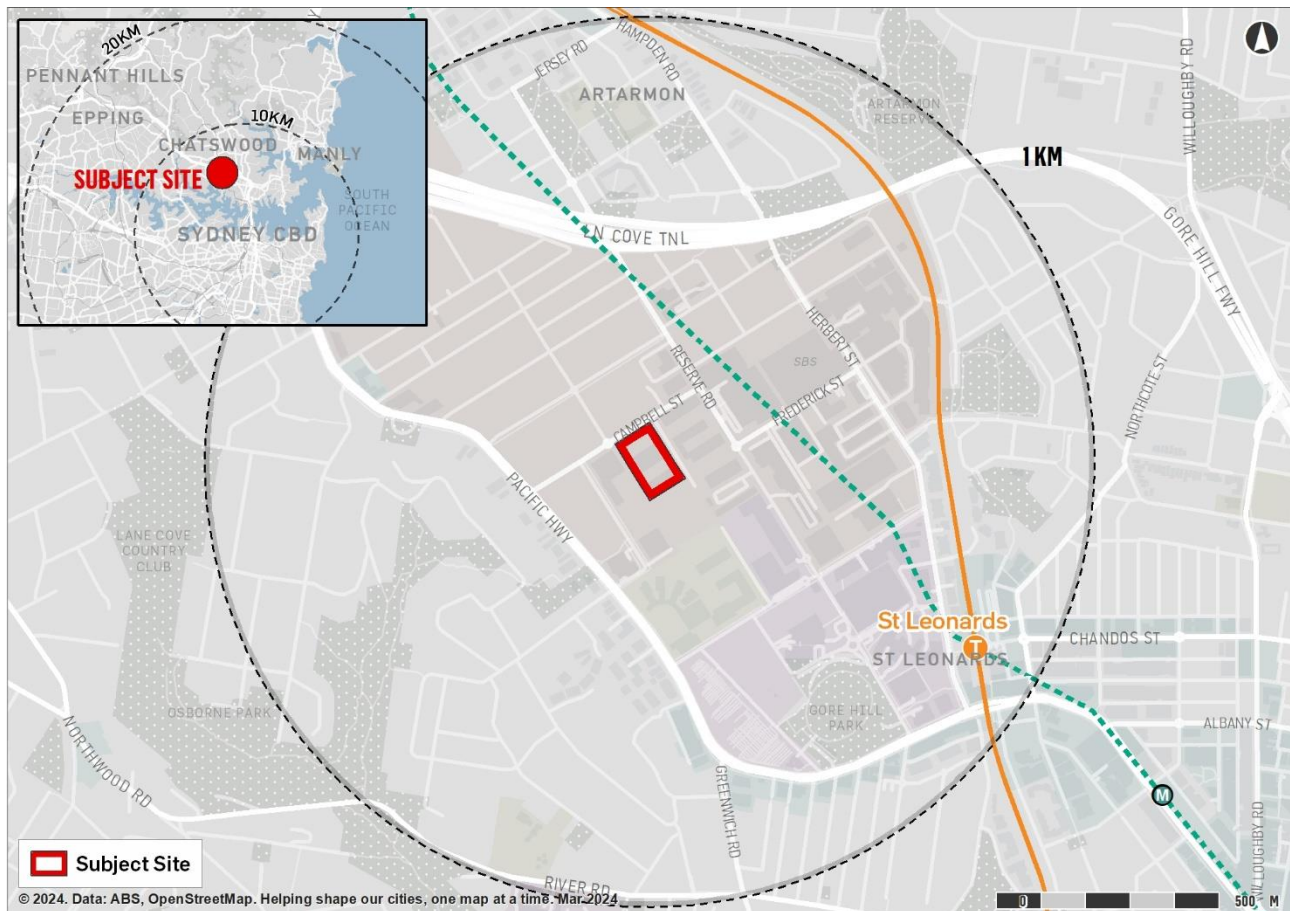 20KM
PENNANT HILLS
EPPING
10KM
CHATSWOOD
MANLY
SUBJECT SITE
SOUTH
PACIFIC
OCEAN
SYDNEY CBD
HAMPDEN RD
JERSEY RD
ARTARMON
ARTARMON
RESERVE
WILLOUGHBY RD
1KM
LN COVE TNL
GORE HILL FWY
HERBERT ST
RESERVE RD
SBS
FREDERICK ST
CAMPBELL ST
NORTHCOTE ST
PACIFIC HWY
LANE COVE
COUNTRY
CLUB
St Leonards
T
ST LEONARDS
CHANDOS ST
OSBORNE PARK
GORE HILL
PARK
ALBANY ST
NORTHWOOD RD
GREENWICH RD
M
WILLOUGHBY RD
Subject Site
RIVER RD
© 2024. Data: ABS, OpenStreetMap. Helping shape our cities, one map at a time. Mar 2024
0 500 M